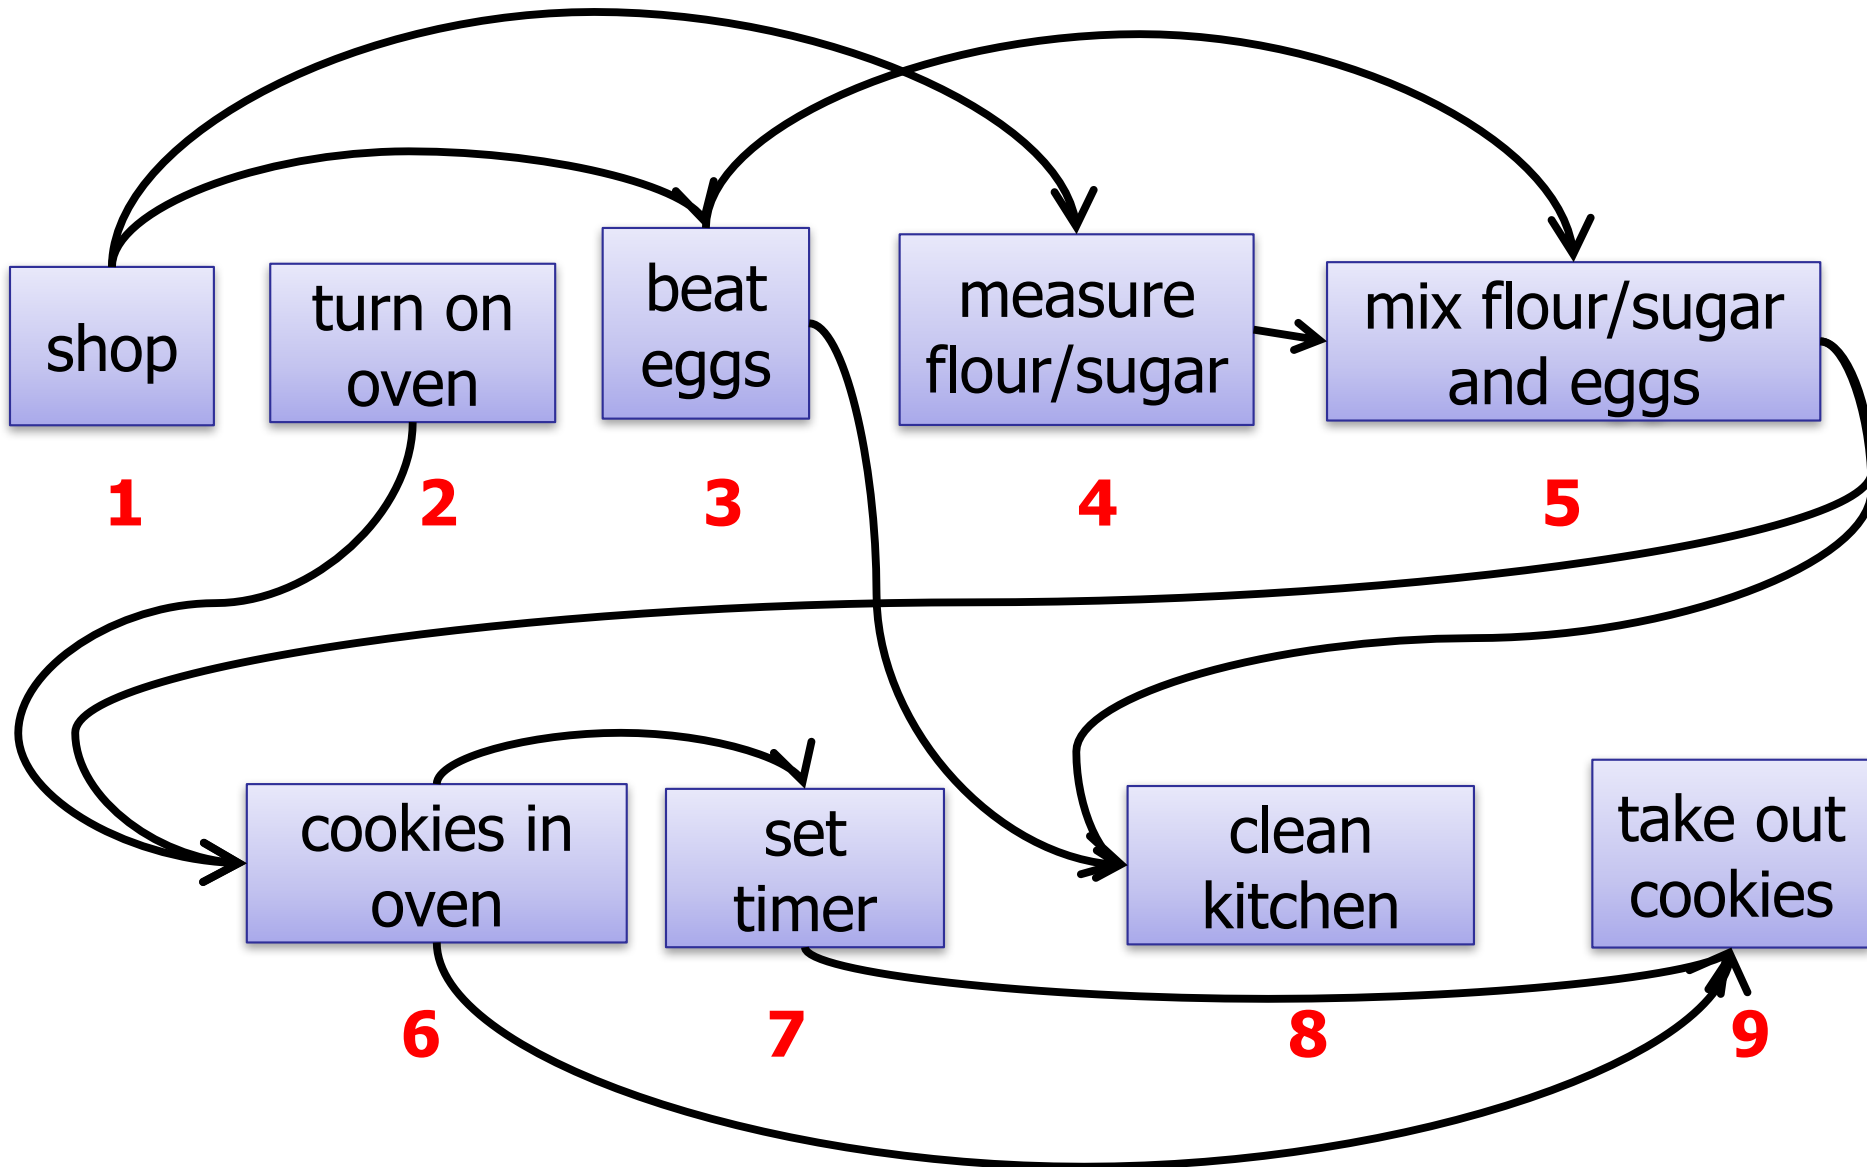 shop
turn on
oven
beat
eggs
measure
flour/sugar
mix flour/sugar
and eggs
1
2
3
4
5
cookies in
oven
set
timer
clean
kitchen
take out
cookies
6
7
8
9